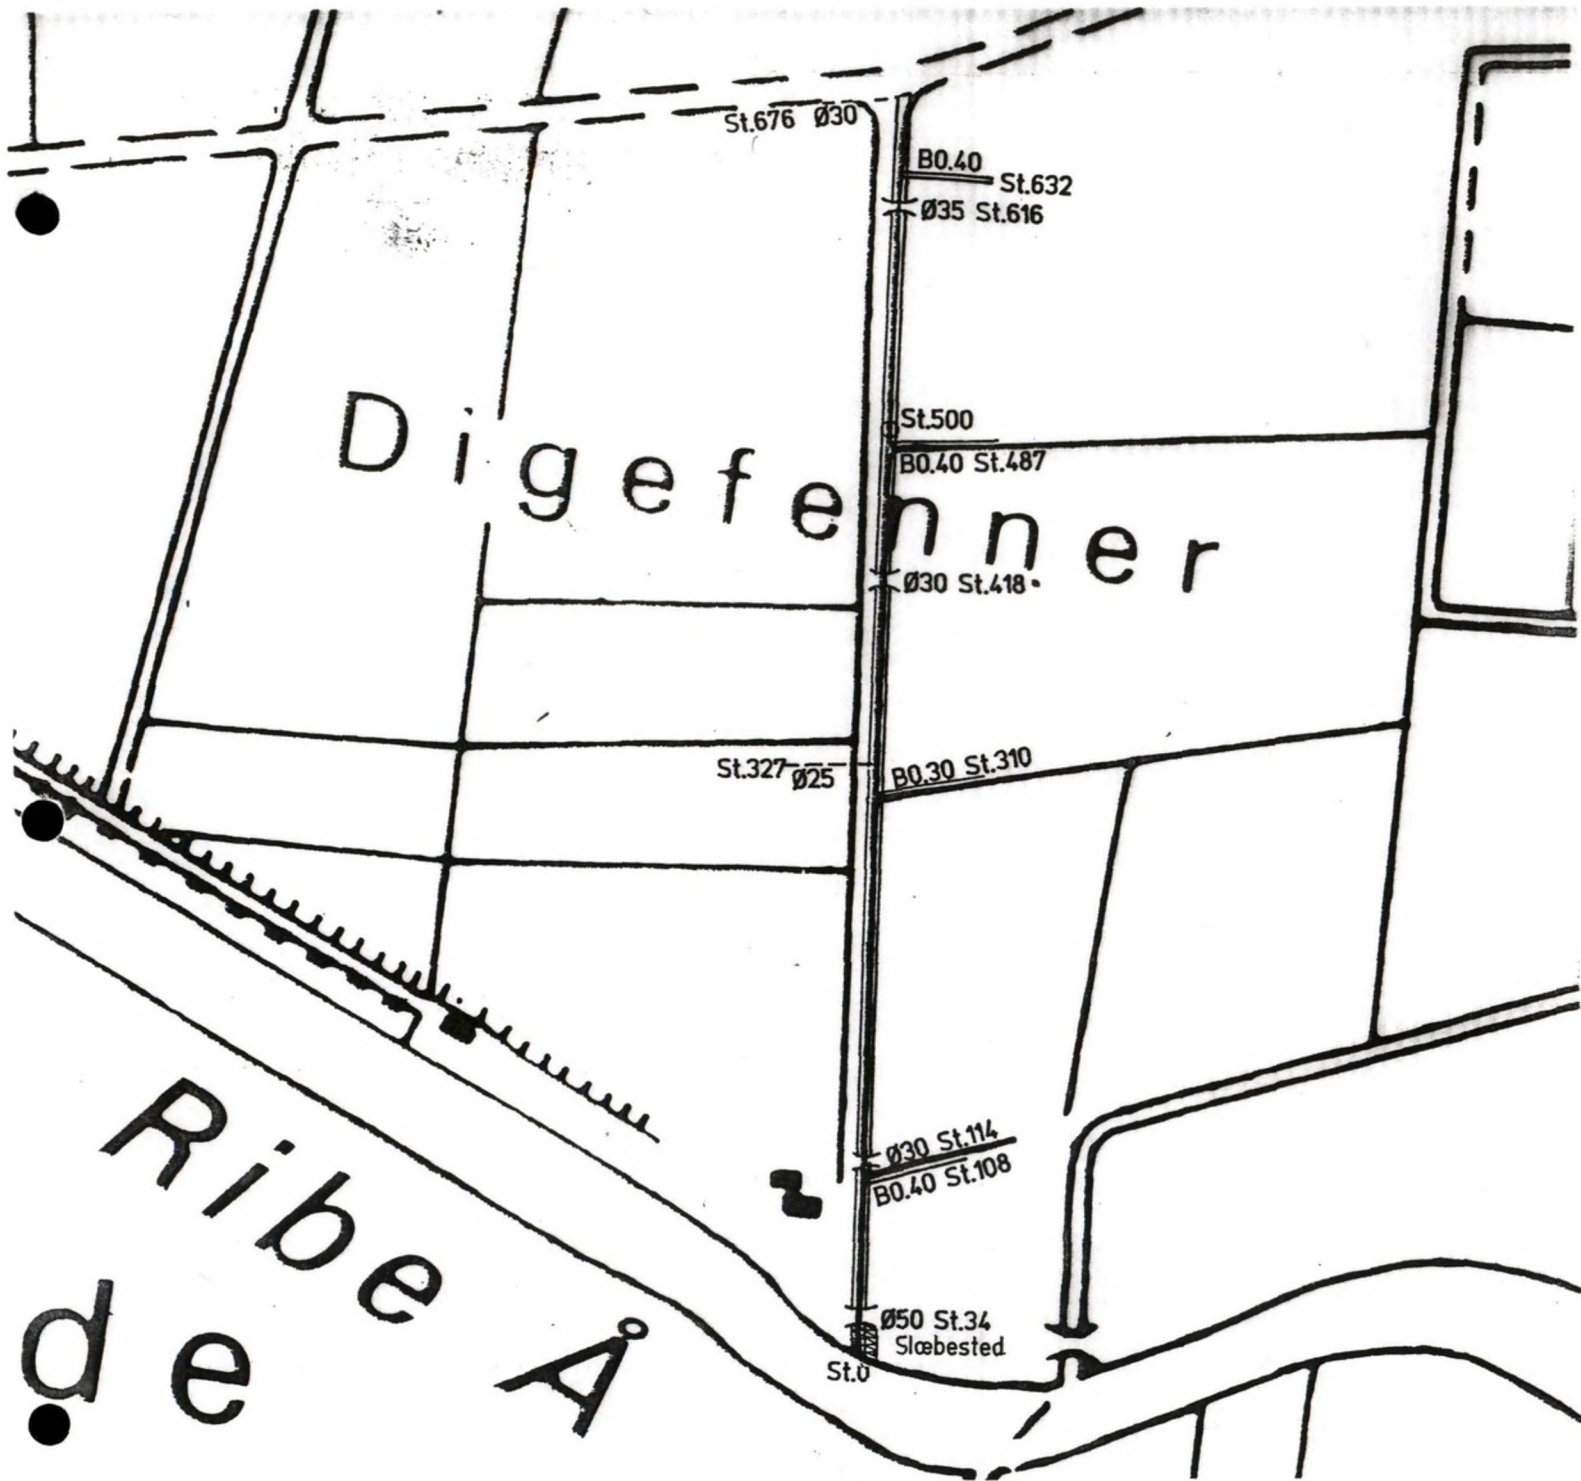 St.676 Ø30
B0.40
St.632
Ø35 St.616
St.500
B0.40 St.487
Digefenner
Ø30 St.418
St.327 Ø25
B0.30 St.310
Ø30 St.114
B0.40 St.108
Ribe Å
de
Ø50 St.34
Slæbested
St.0